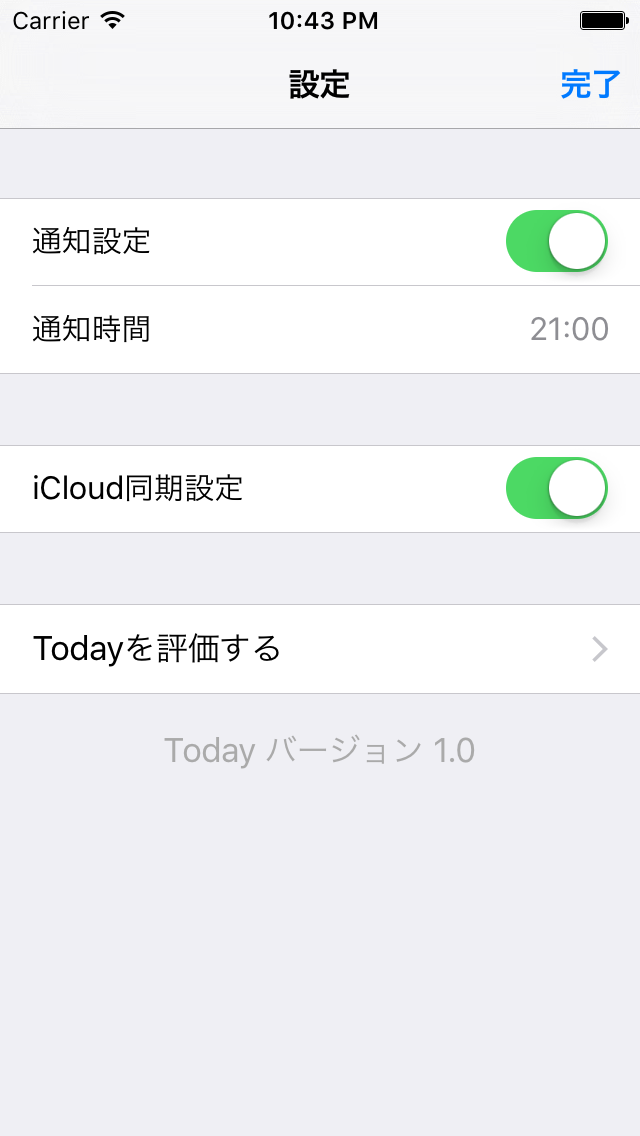 Carrier 10:43 PM
設定 完了
通知設定
通知時間 21:00
iCloud同期設定
Todayを評価する
Today バージョン 1.0